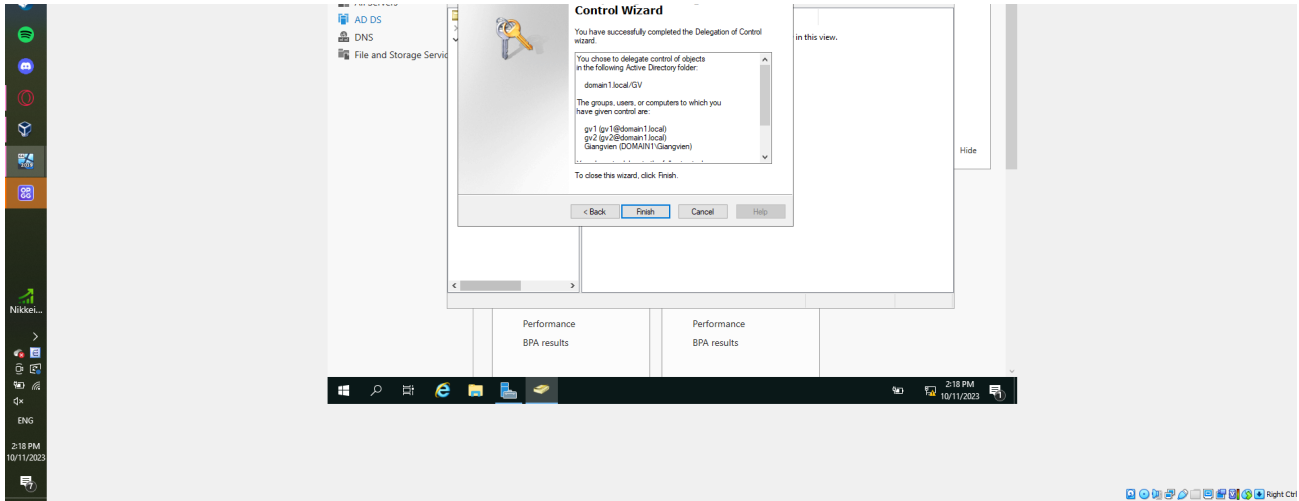 AD DS
DNS
File and Storage Servic
Control Wizard
You have successfully completed the Delegation of Control
wizard.
You chose to delegate control of objects
in the following Active Directory folder:
domain1.local/GV
The groups, users, or computers to which you
have given control are:
gv1 (gv1@domain1.local)
gv2 (gv2@domain1.local)
Giangvien (DOMAIN1\Giangvien)
To close this wizard, click Finish.
< Back
Finish
Cancel
Help
in this view.
Hide
Performance
BPA results
Performance
BPA results
2:18 PM
10/11/2023
Nikkei...
ENG
2:18 PM
10/11/2023
Right Ctrl